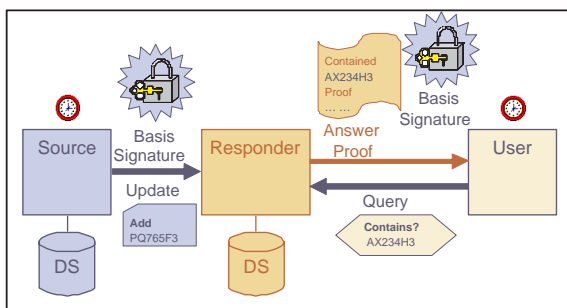 Contained
AX234H3
Proof
... ...
Basis
Signature
Source
Basis
Signature
Update
Add
PQ765F3
DS
Responder
DS
Answer
Proof
Query
Contains?
AX234H3
User